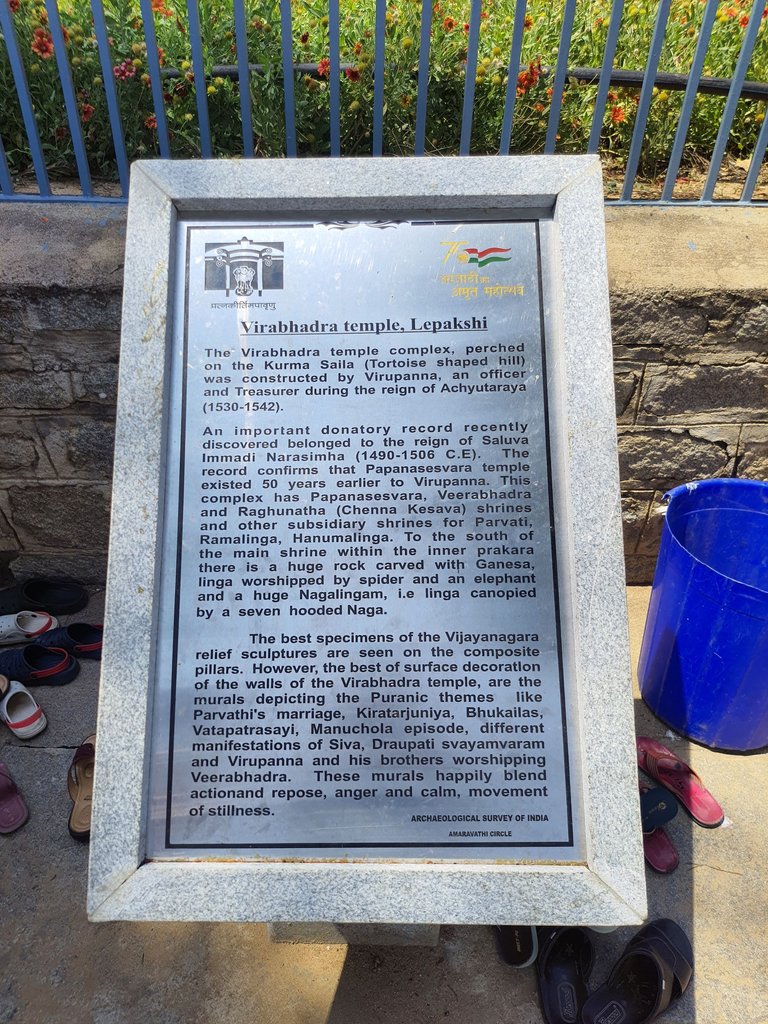 प्रत्नकीर्तिमपावृणु
75
आज़ादी का
अमृत महोत्सव
Virabhadra temple, Lepakshi
The Virabhadra temple complex, perched
on the Kurma Saila (Tortoise shaped hill)
was constructed by Virupanna, an officer
and Treasurer during the reign of Achyutaraya
(1530-1542).
An important donatory record recently
discovered belonged to the reign of Saluva
Immadi Narasimha (1490-1506 C.E). The
record confirms that Papanasesvara temple
existed 50 years earlier to Virupanna. This
complex has Papanasesvara, Veerabhadra
and Raghunatha (Chenna Kesava) shrines
and other subsidiary shrines for Parvati,
Ramalinga, Hanumalinga. To the south of
the main shrine within the inner prakara
there is a huge rock carved with Ganesa,
linga worshipped by spider and an elephant
and a huge Nagalingam, i.e linga canopied
by a seven hooded Naga.
The best specimens of the Vijayanagara
relief sculptures are seen on the composite
pillars. However, the best of surface decoration
of the walls of the Virabhadra temple, are the
murals depicting the Puranic themes like
Parvathi's marriage, Kiratarjuniya, Bhukailas,
Vatapatrasayi, Manuchola episode, different
manifestations of Siva, Draupati svayamvaram
and Virupanna and his brothers worshipping
Veerabhadra. These murals happily blend
actionand repose, anger and calm, movement
of stillness.
ARCHAEOLOGICAL SURVEY OF INDIA
AMARAVATHI CIRCLE